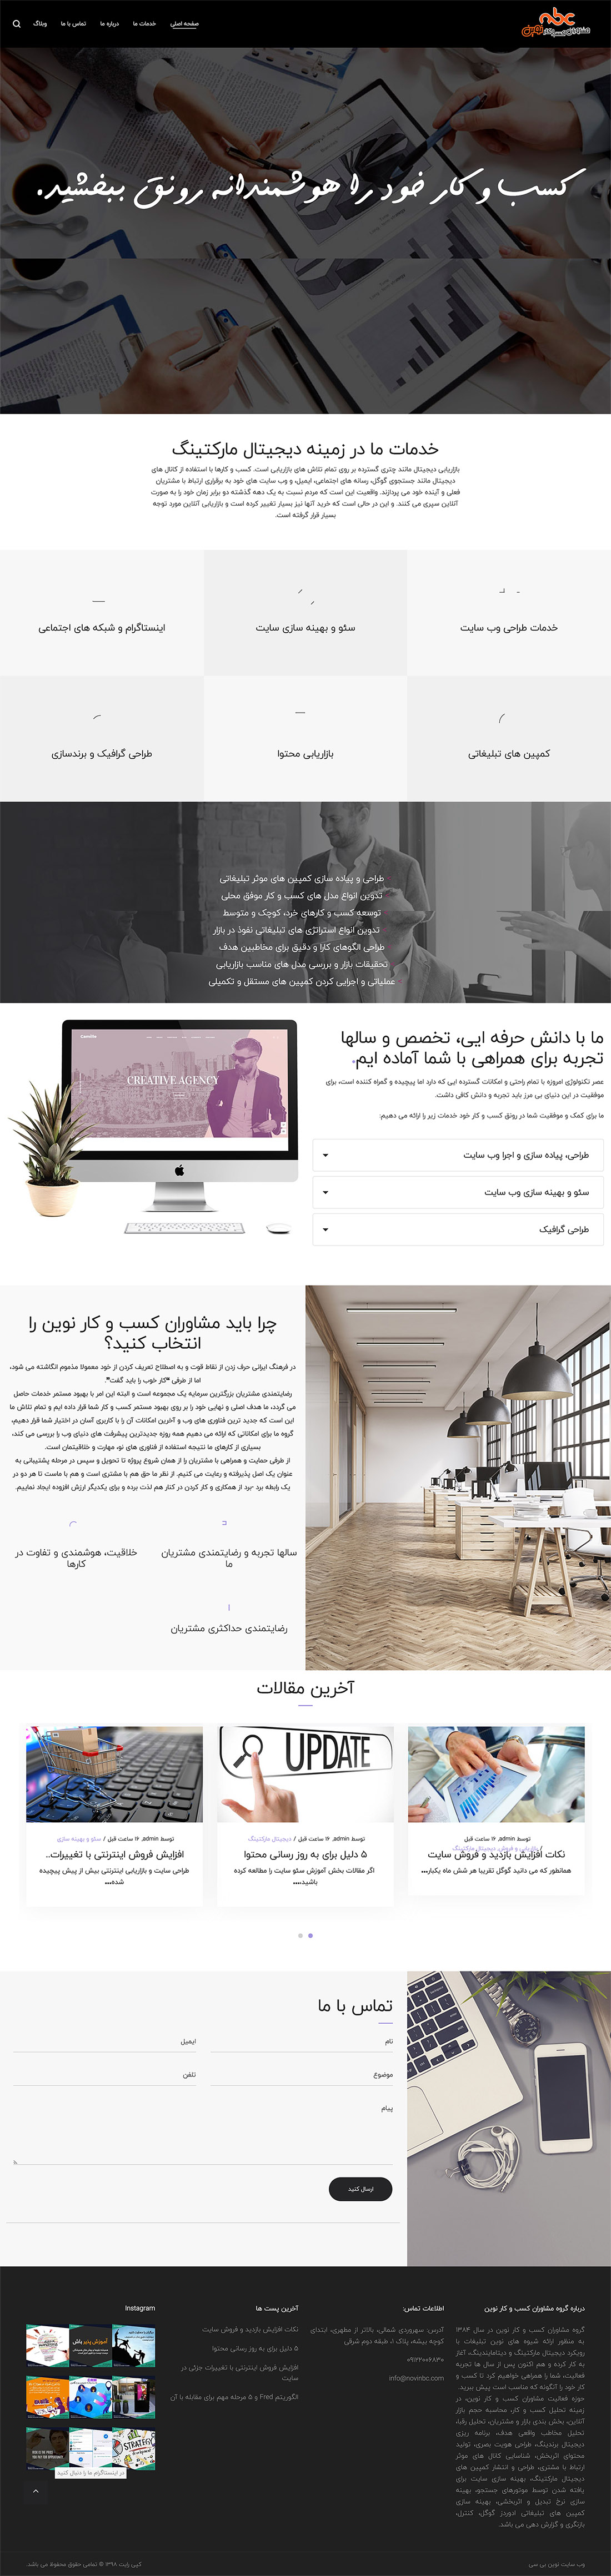 nbc
مشاوران کسب و کار نوین
صفحه اصلی
خدمات ما
درباره ما
تماس با ما
وبلاگ
کسب و کار خود را هوشمندانه رونق ببخشید.
خدمات ما در زمینه دیجیتال مارکتینگ
بازاریابی دیجیتال مانند چتری گسترده بر روی تمام تلاش های بازاریابی است. کسب و کارها با استفاده از کانال های
دیجیتال مانند جستجوی گوگل، رسانه های اجتماعی، ایمیل، و وب سایت های خود به برقراری ارتباط با مشتریان
فعلی و آینده خود می پردازند. واقعیت این است که مردم نسبت به یک دهه گذشته دو برابر زمان خود را به صورت
آنلاین سپری می کنند. و این در حالی است که خرید آنها نیز بسیار تغییر کرده است و بازاریابی آنلاین مورد توجه
بسیار قرار گرفته است.
خدمات طراحی وب سایت
سئو و بهینه سازی سایت
اینستاگرام و شبکه های اجتماعی
کمپین های تبلیغاتی
بازاریابی محتوا
طراحی گرافیک و برندسازی
طراحی و پیاده سازی کمپین های موثر تبلیغاتی
تدوین انواع مدل های کسب و کار موفق محلی
توسعه کسب و کارهای خرد، کوچک و متوسط
تدوین انواع استراتژی های تبلیغاتی نفوذ در بازار
طراحی الگوهای کارا و دقیق برای مخاطبین هدف
تحقیقات بازار و بررسی مدل های مناسب بازاریابی
عملیاتی و اجرایی کردن کمپین های مستقل و تکمیلی
ما با دانش حرفه ایی، تخصص و سالها
تجربه برای همراهی با شما آماده ایم.
عصر تکنولوژی امروزه با تمام راحتی و امکانات گسترده ایی که دارد اما پیچیده و گمراه کننده است، برای
موفقیت در این دنیای بی مرز باید تجربه و دانش کافی داشت.
ما برای کمک و موفقیت شما در رونق کسب و کار خود خدمات زیر را ارائه می دهیم:
طراحی، پیاده سازی و اجرا وب سایت
سئو و بهینه سازی وب سایت
طراحی گرافیک
CREATIVE AGENCY
چرا باید مشاوران کسب و کار نوین را
انتخاب کنید؟
در فرهنگ ایرانی حرف زدن از نقاط قوت و به اصطلاح تعریف کردن از خود معمولا مذموم انگاشته می شود،
اما از طرفی "کار خوب را باید گفت".
رضایتمندی مشتریان بزرگترین سرمایه یک مجموعه است و البته این امر با بهبود مستمر خدمات حاصل
می گردد، ما هدف اصلی و نهایی خود را بر روی بهبود مستمر کسب و کار شما قرار داده ایم و تمام تلاش ما
این است که جدید ترین فناوری های وب و آخرین امکانات آن را با کاربری آسان در اختیار شما قرار دهیم،
گروه ما برای امکاناتی که ارائه می دهیم همه روزه جدیدترین پیشرفت های دنیای وب را بررسی می کند،
بسیاری از کارهای ما نتیجه استفاده از فناوری های نو، مهارت و خلاقیتمان است.
از طرفی حمایت و همراهی با مشتریان را از همان شروع پروژه تا تحویل و سپس در مرحله پشتیبانی به
عنوان یک اصل پذیرفته و رعایت می کنیم. از نظر ما حق هم با مشتری است و هم با ماست تا هر دو در
یک رابطه برد -برد از همکاری و کار کردن در کنار هم لذت برده و برای یکدیگر ارزش افزوده ایجاد نماییم.
سالها تجربه و رضایتمندی مشتریان
ما
خلاقیت، هوشمندی و تفاوت در
کارها
رضایتمندی حداکثری مشتریان
آخرین مقالات
توسط admin, 16 ساعت قبل
/ بازاریابی و فروش, دیجیتال مارکتینگ
نکات افزایش بازدید و فروش سایت
همانطور که می دانید گوگل تقریبا هر شش ماه یکبار...
UPDATE
توسط admin, 16 ساعت قبل / دیجیتال مارکتینگ
۵ دلیل برای به روز رسانی محتوا
اگر مقالات بخش آموزش سئو سایت را مطالعه کرده
باشید،...
توسط admin, 16 ساعت قبل / سئو و بهینه سازی
افزایش فروش اینترنتی با تغییرات..
طراحی سایت و بازاریابی اینترنتی بیش از پیش پیچیده
شده...
تماس با ما
نام
ایمیل
موضوع
تلفن
پیام
ارسال کنید
درباره گروه مشاوران کسب و کار نوین
گروه مشاوران کسب و کار نوین در سال ۱۳۸۴
به منظور ارائه شیوه های نوین تبلیغات با
رویکرد دیجیتال مارکتینگ و دیتامایندینگ، آغاز
به کار کرده و هم اکنون پس از سال ها تجربه
فعالیت، شما را همراهی خواهیم کرد تا کسب و
کار خود را آنگونه که مناسب است پیش ببرید.
حوزه فعالیت مشاوران کسب و کار نوین، در
زمینه تحلیل کسب و کار، محاسبه حجم بازار
آنلاین، بخش بندی بازار و مشتریان، تحلیل رقبا،
تحلیل مخاطب هدف، برنامه ریزی
دیجیتال برندینگ، طراحی هویت بصری، تولید
محتوای اثربخش، شناسایی کانال های موثر
ارتباط با مشتری، طراحی و انتشار کمپین های
دیجیتال مارکتینگ، بهینه سازی سایت برای
یافته شدن توسط موتورهای جستجو، بهینه
سازی نرخ تبدیل و اثربخشی، بهینه سازی
کمپین های تبلیغاتی ادوردز گوگل، کنترل،
بازنگری و گزارش دهی می باشد.
اطلاعات تماس:
آدرس: سهروردی شمالی، بالاتر از مطهری، ابتدای
کوچه بیشه، پلاک ۱، طبقه دوم شرقی
info@novinbc.com
آخرین پست ها
نکات افزایش بازدید و فروش سایت
۵ دلیل برای به روز رسانی محتوا
افزایش فروش اینترنتی با تغییرات جزئی در
سایت
الگوریتم Fred و ۵ مرحله مهم برای مقابله با آن
Instagram
آموزش پذیر باش
در اینستاگرام ما را دنبال کنید
وب سایت نوین بی سی
کپی رایت ۱۳۹۸ © تمامی حقوق محفوظ می باشد.